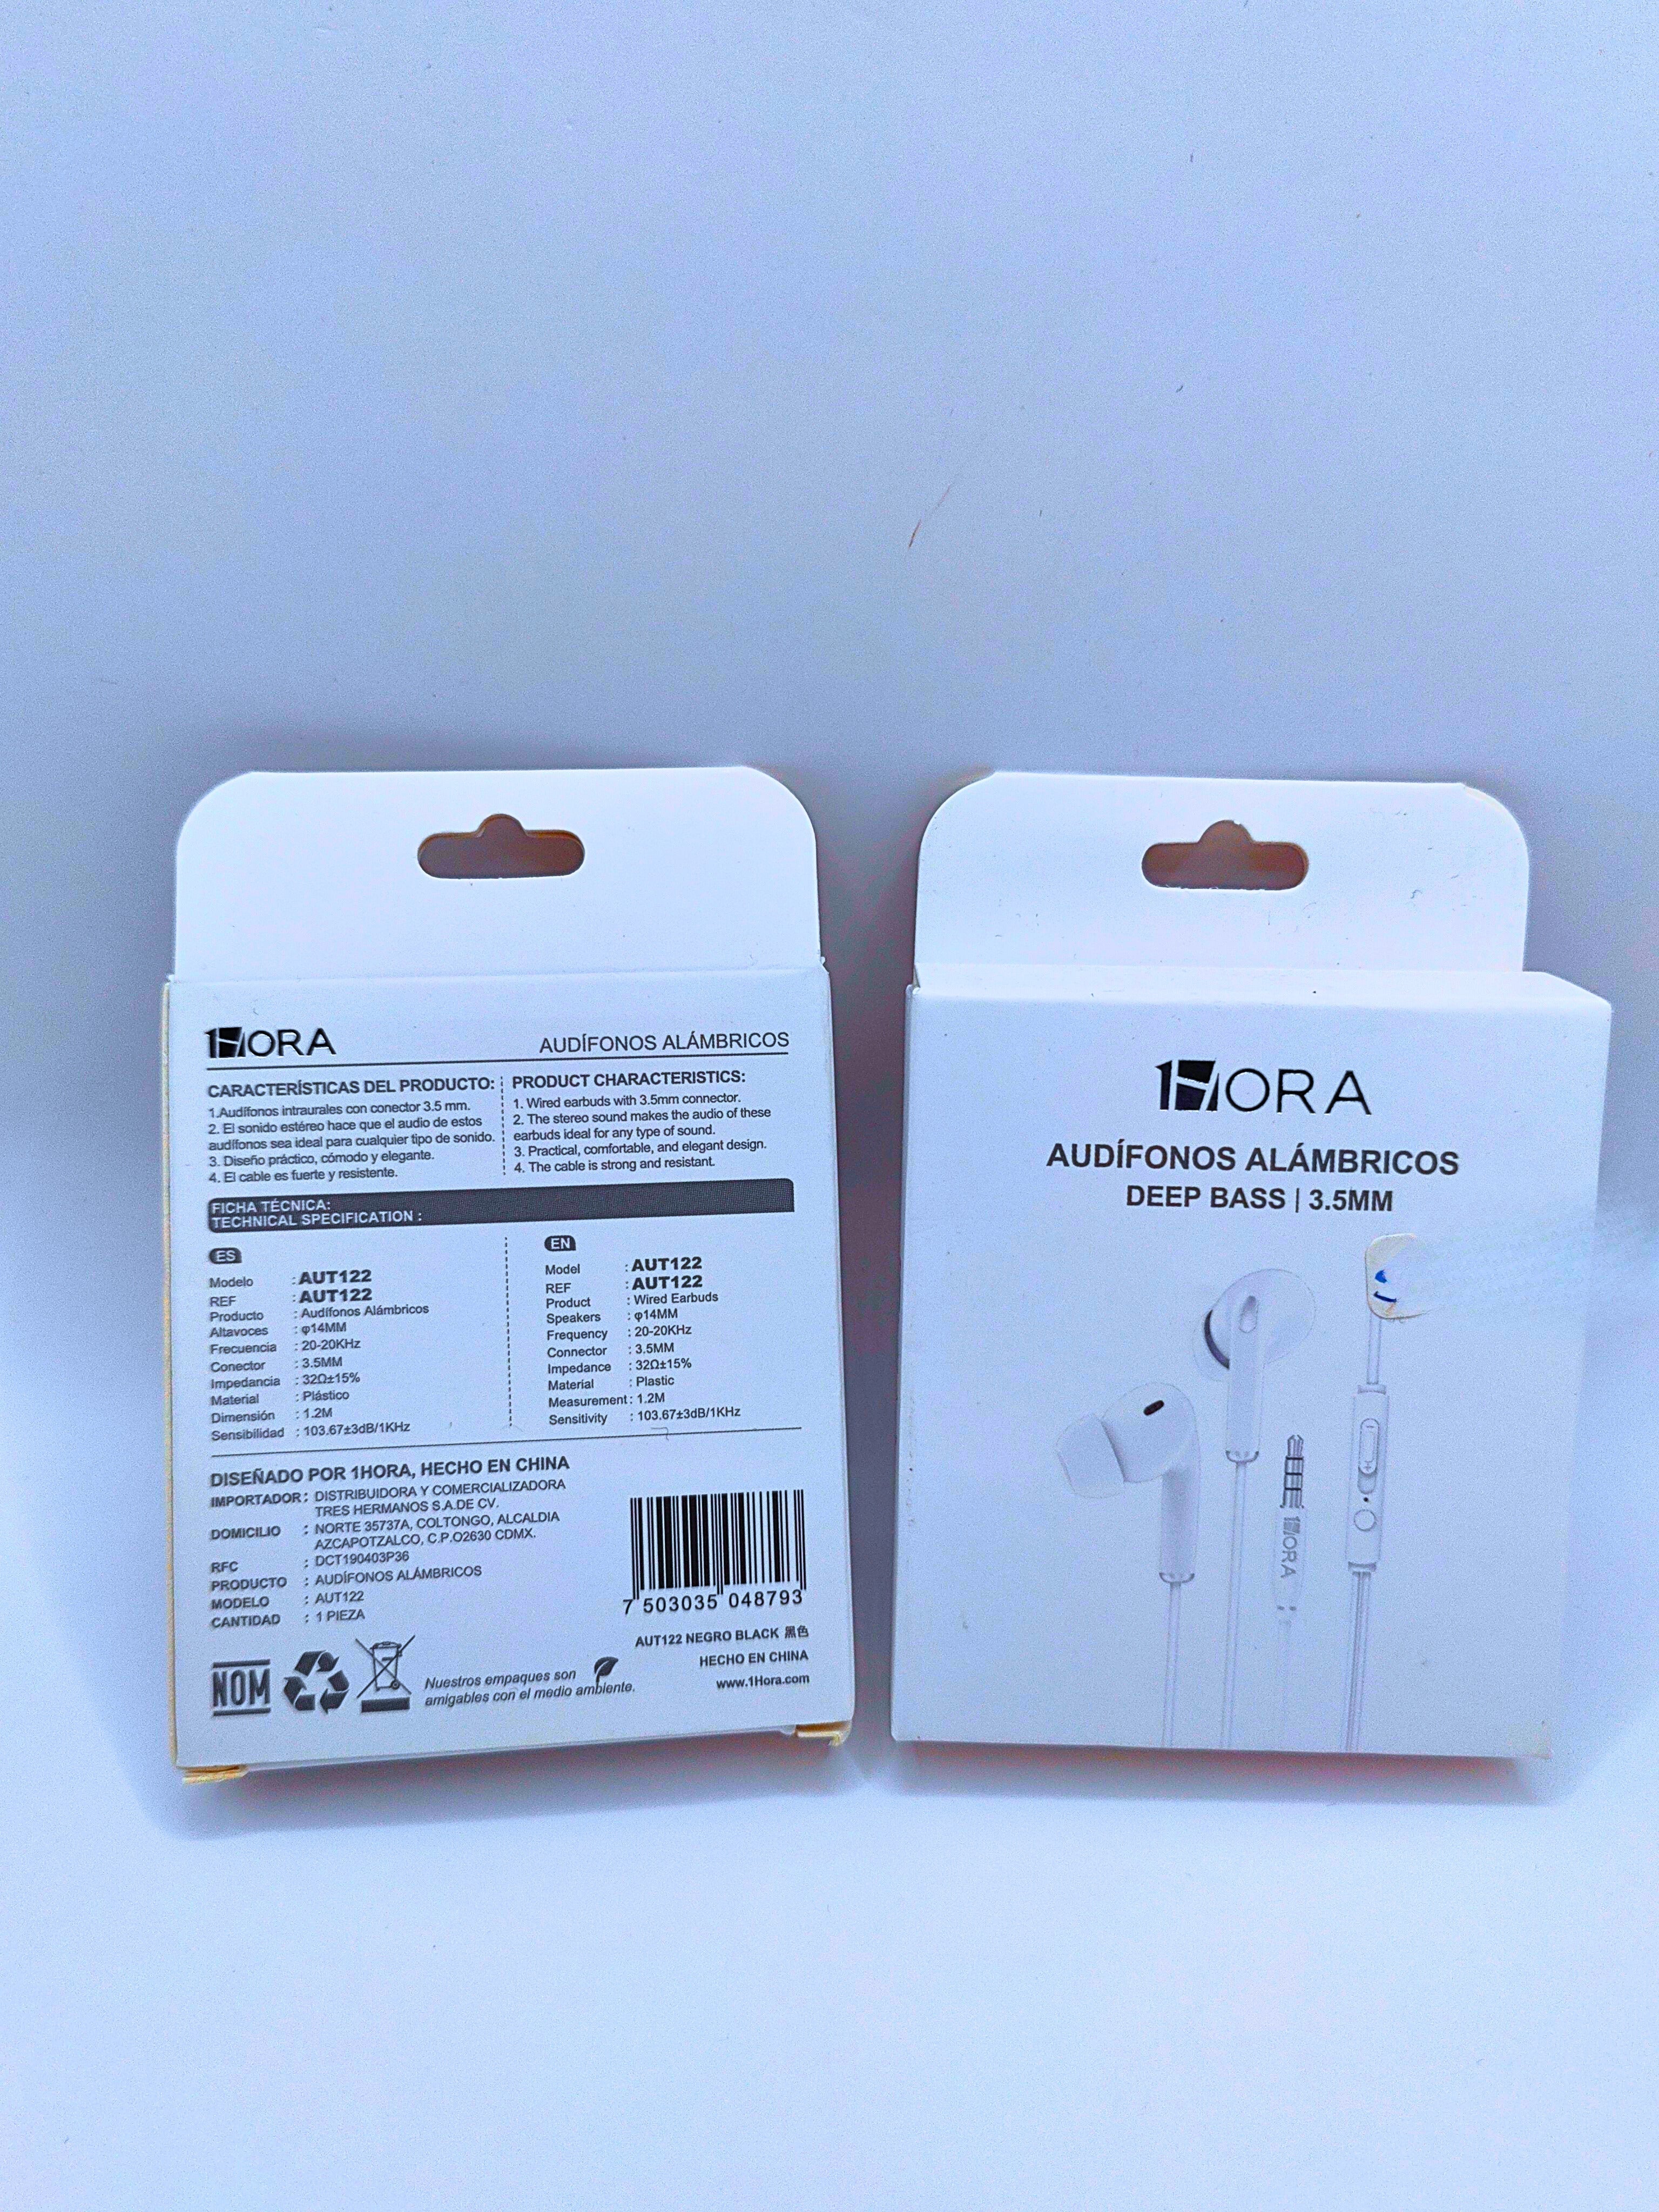 1HORA
AUDÍFONOS ALÁMBRICOS
CARACTERÍSTICAS DEL PRODUCTO:
1.Audífonos intraurales con conector 3.5 mm.
2. El sonido estéreo hace que el audio de estos
audífonos sea ideal para cualquier tipo de sonido.
3. Diseño práctico, cómodo y elegante.
4. El cable es fuerte y resistente.
PRODUCT CHARACTERISTICS:
1. Wired earbuds with 3.5mm connector.
2. The stereo sound makes the audio of these
earbuds ideal for any type of sound.
3. Practical, comfortable, and elegant design.
4. The cable is strong and resistant.
FICHA TÉCNICA:
TECHNICAL SPECIFICATION :
ES
Modelo : AUT122
REF : AUT122
Producto : Audífonos Alámbricos
Altavoces : φ14MM
Frecuencia : 20-20KHz
Conector : 3.5MM
Impedancia : 32Ω±15%
Material : Plástico
Dimensión : 1.2M
Sensibilidad : 103.67±3dB/1KHz
EN
Model : AUT122
REF : AUT122
Product : Wired Earbuds
Speakers : φ14MM
Frequency : 20-20KHz
Connector : 3.5MM
Impedance : 32Ω±15%
Material : Plastic
Measurement : 1.2M
Sensitivity : 103.67±3dB/1KHz
DISEÑADO POR 1HORA, HECHO EN CHINA
IMPORTADOR : DISTRIBUIDORA Y COMERCIALIZADORA
TRES HERMANOS S.A.DE CV.
DOMICILIO : NORTE 35737A, COLTONGO, ALCALDIA
AZCAPOTZALCO, C.P.O2630 CDMX.
RFC : DCT190403P36
PRODUCTO : AUDÍFONOS ALÁMBRICOS
MODELO : AUT122
CANTIDAD : 1 PIEZA
7 503035 048793
AUT122 NEGRO BLACK 黑色
HECHO EN CHINA
www.1Hora.com
NOM
Nuestros empaques son
amigables con el medio ambiente.
1HORA
AUDÍFONOS ALÁMBRICOS
DEEP BASS | 3.5MM
1HORA